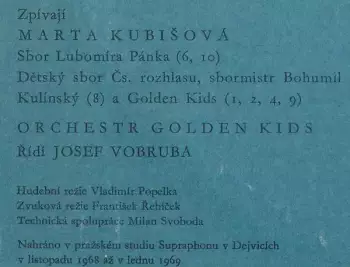 Zpívají
MARTA KUBIŠOVÁ
Sbor Lubomíra Pánka (6, 10)
Dětský sbor Čs. rozhlasu, sbormistr Bohumil
Kulínský (8) a Golden Kids (1, 2, 4, 9)
ORCHESTR GOLDEN KIDS
Řídí JOSEF VOBRUBA
Hudební režie Vladimír Popelka
Zvuková režie František Řebíček
Technická spolupráce Milan Svoboda
Nahráno v pražském studiu Supraphonu v Dejvicích
v listopadu 1968 až v lednu 1969